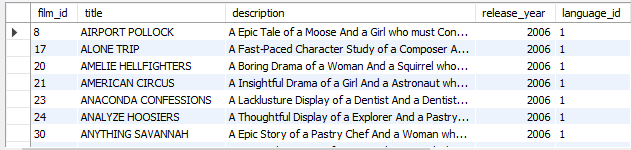 film_id title description release_year language_id
8 AIRPORT POLLOCK A Epic Tale of a Moose And a Girl who must Con... 2006 1
17 ALONE TRIP A Fast-Paced Character Study of a Composer A... 2006 1
20 AMELIE HELLFIGHTERS A Boring Drama of a Woman And a Squirrel who... 2006 1
21 AMERICAN CIRCUS A Insightful Drama of a Girl And a Astronaut wh... 2006 1
23 ANACONDA CONFESSIONS A Lacklusture Display of a Dentist And a Dentist... 2006 1
24 ANALYZE HOOSIERS A Thoughtful Display of a Explorer And a Pastry... 2006 1
30 ANYTHING SAVANNAH A Epic Story of a Pastry Chef And a Woman wh... 2006 1